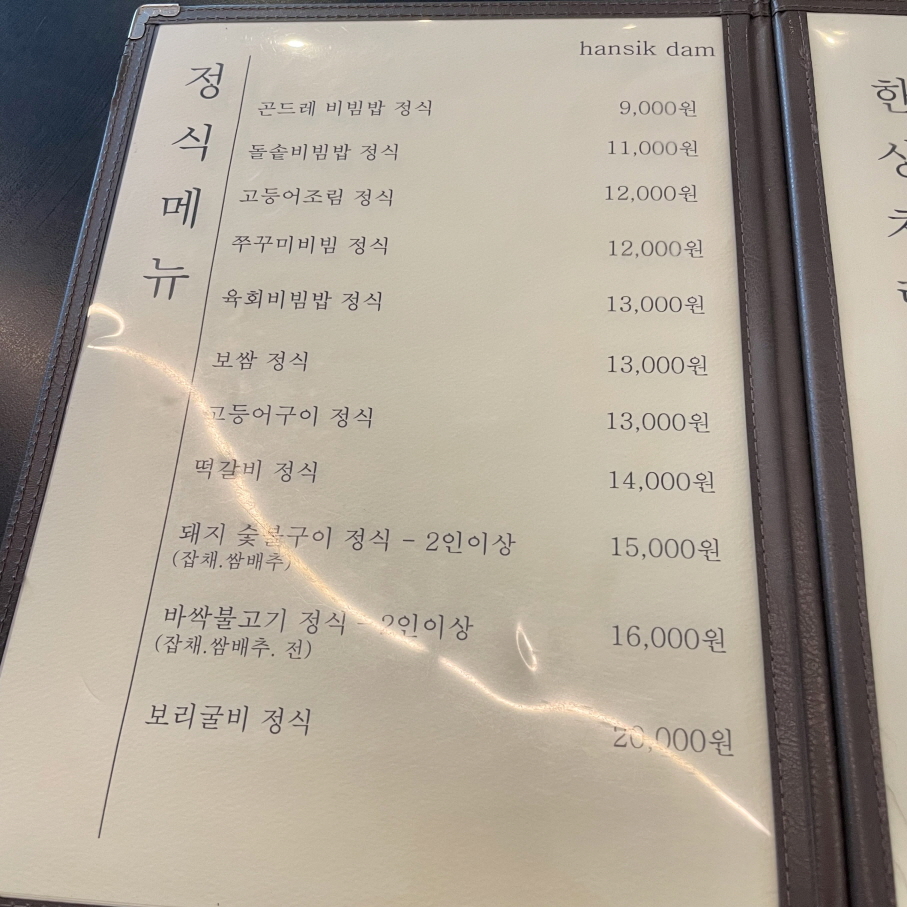 hansik dam
정식메뉴
곤드레 비빔밥 정식 9,000원
돌솥비빔밥 정식 11,000원
고등어조림 정식 12,000원
쭈꾸미비빔 정식 12,000원
육회비빔밥 정식 13,000원
보쌈 정식 13,000원
고등어구이 정식 13,000원
떡갈비 정식 14,000원
돼지 숯불구이 정식 - 2인이상 15,000원
(잡채.쌈배추)
바싹불고기 정식 - 2인이상 16,000원
(잡채.쌈배추. 전)
보리굴비 정식 20,000원
한
상
차